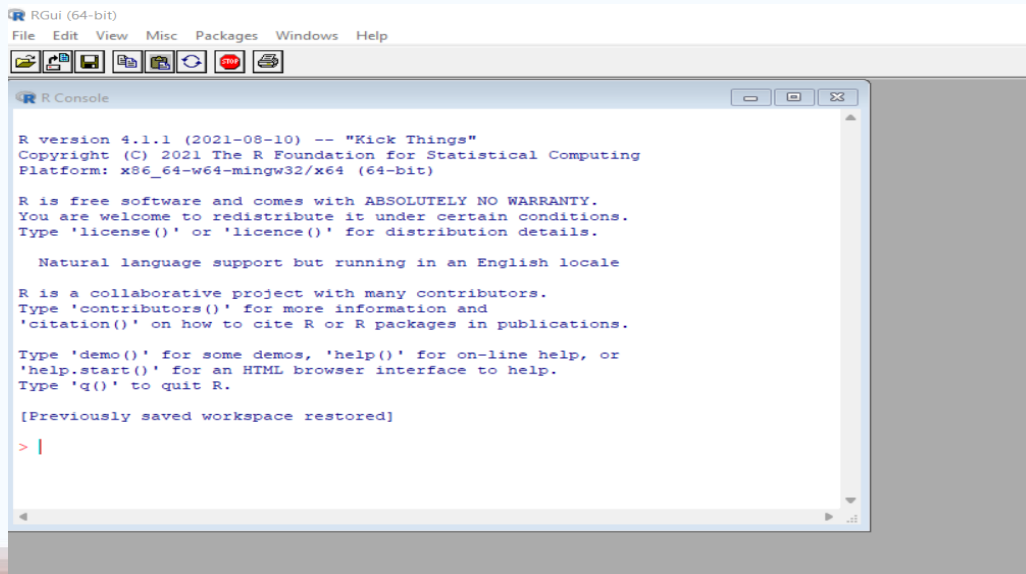 RGui (64-bit)
File Edit View Misc Packages Windows Help
STOP
R Console
R version 4.1.1 (2021-08-10) -- "Kick Things"
Copyright (C) 2021 The R Foundation for Statistical Computing
Platform: x86_64-w64-mingw32/x64 (64-bit)
R is free software and comes with ABSOLUTELY NO WARRANTY.
You are welcome to redistribute it under certain conditions.
Type 'license()' or 'licence()' for distribution details.
Natural language support but running in an English locale
R is a collaborative project with many contributors.
Type 'contributors()' for more information and
'citation()' on how to cite R or R packages in publications.
Type 'demo()' for some demos, 'help()' for on-line help, or
'help.start()' for an HTML browser interface to help.
Type 'q()' to quit R.
[Previously saved workspace restored]
>